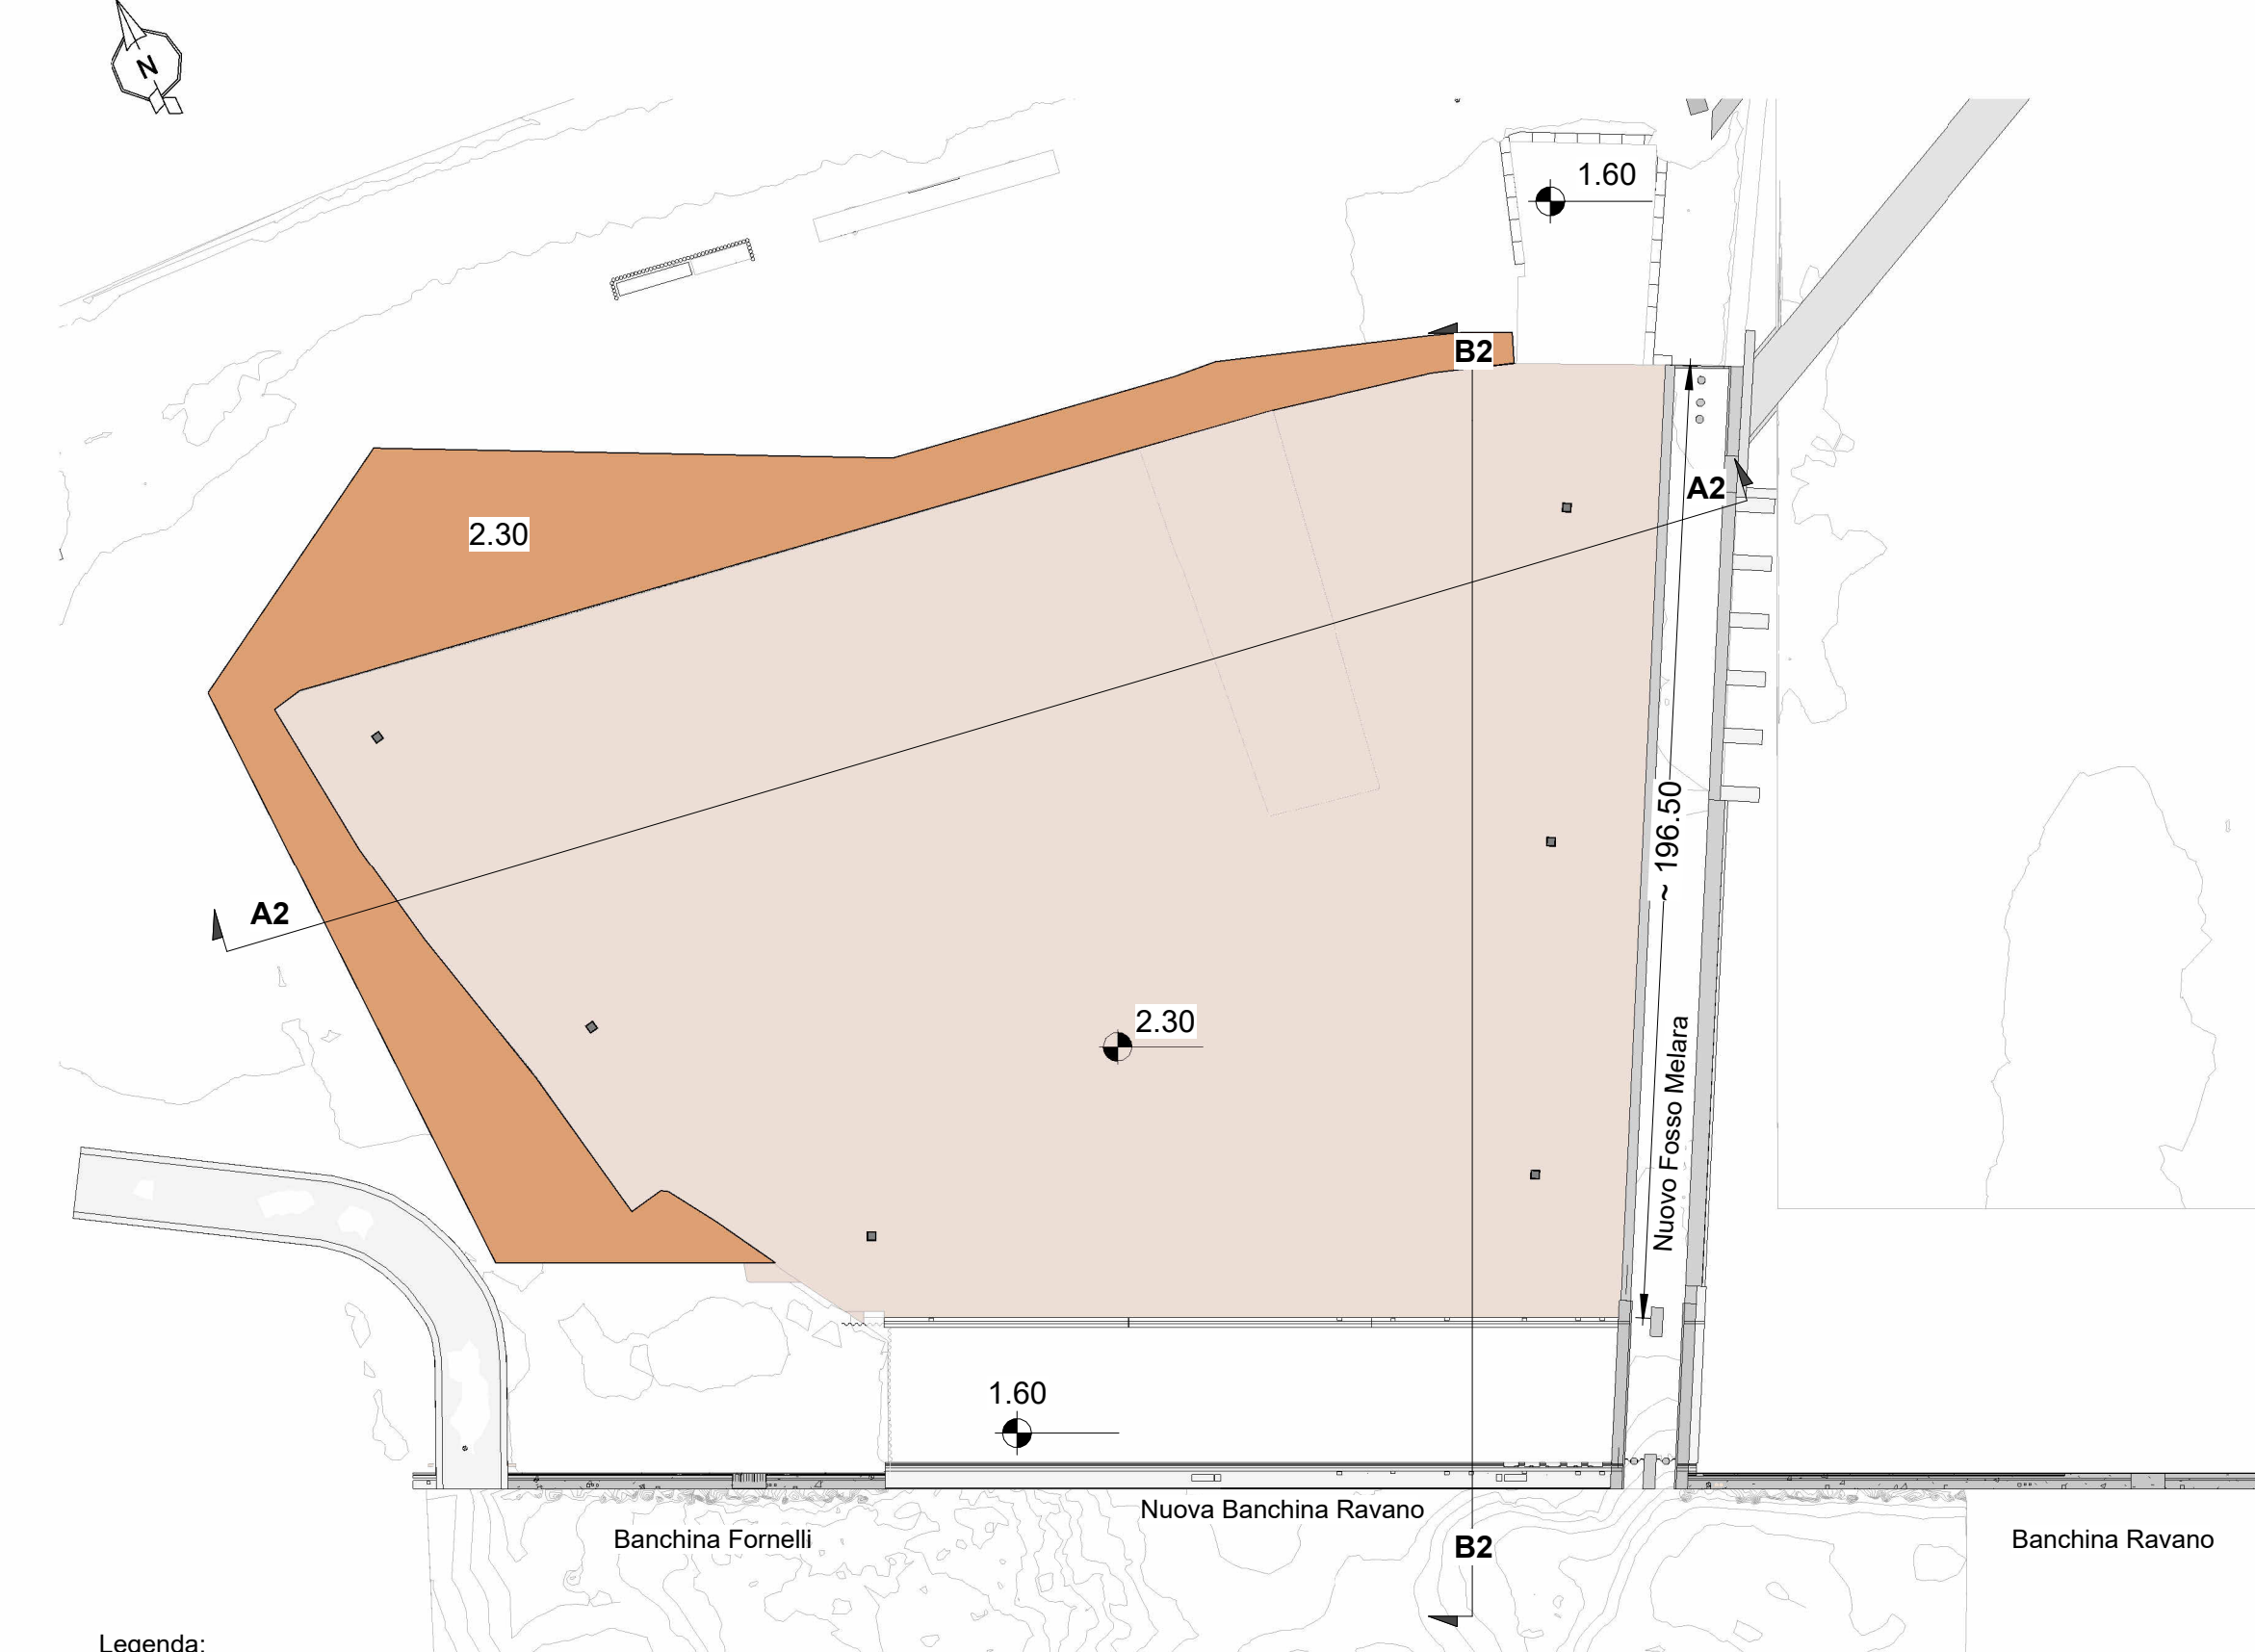 N
1.60
B2
A2
2.30
~ 196.50
A2
2.30
Nuovo Fosso Melara
1.60
Nuova Banchina Ravano
Banchina Fornelli
B2
Banchina Ravano
Legenda: